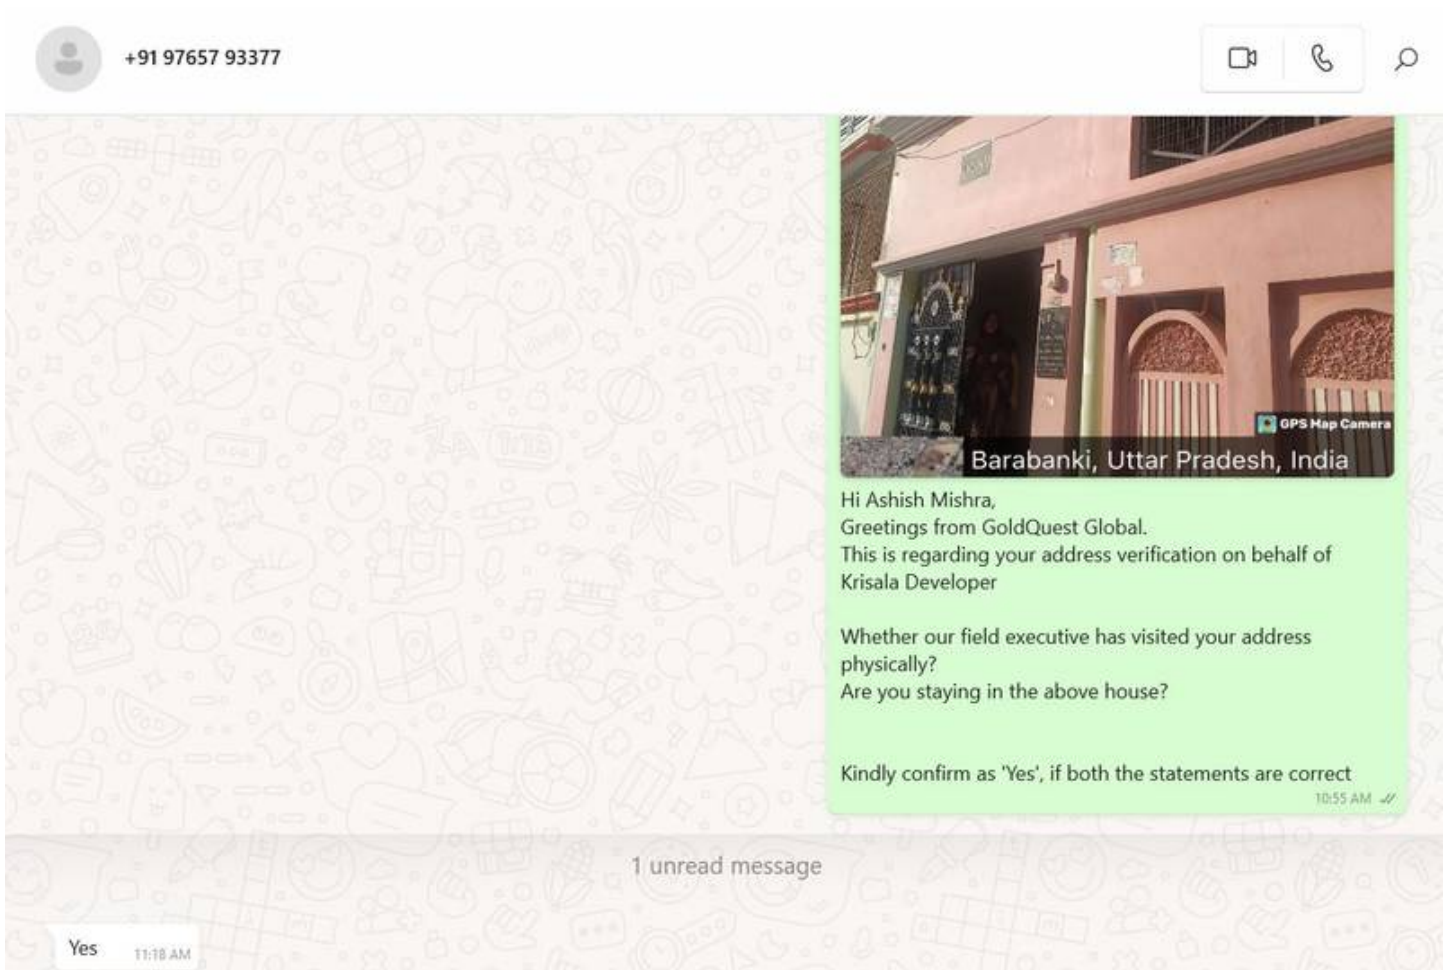 +91 97657 93377
GPS Map Camera
Barabanki, Uttar Pradesh, India
Hi Ashish Mishra,
Greetings from GoldQuest Global.
This is regarding your address verification on behalf of
Krisala Developer
Whether our field executive has visited your address
physically?
Are you staying in the above house?
Kindly confirm as 'Yes', if both the statements are correct
10:55 AM
1 unread message
Yes
11:18 AM